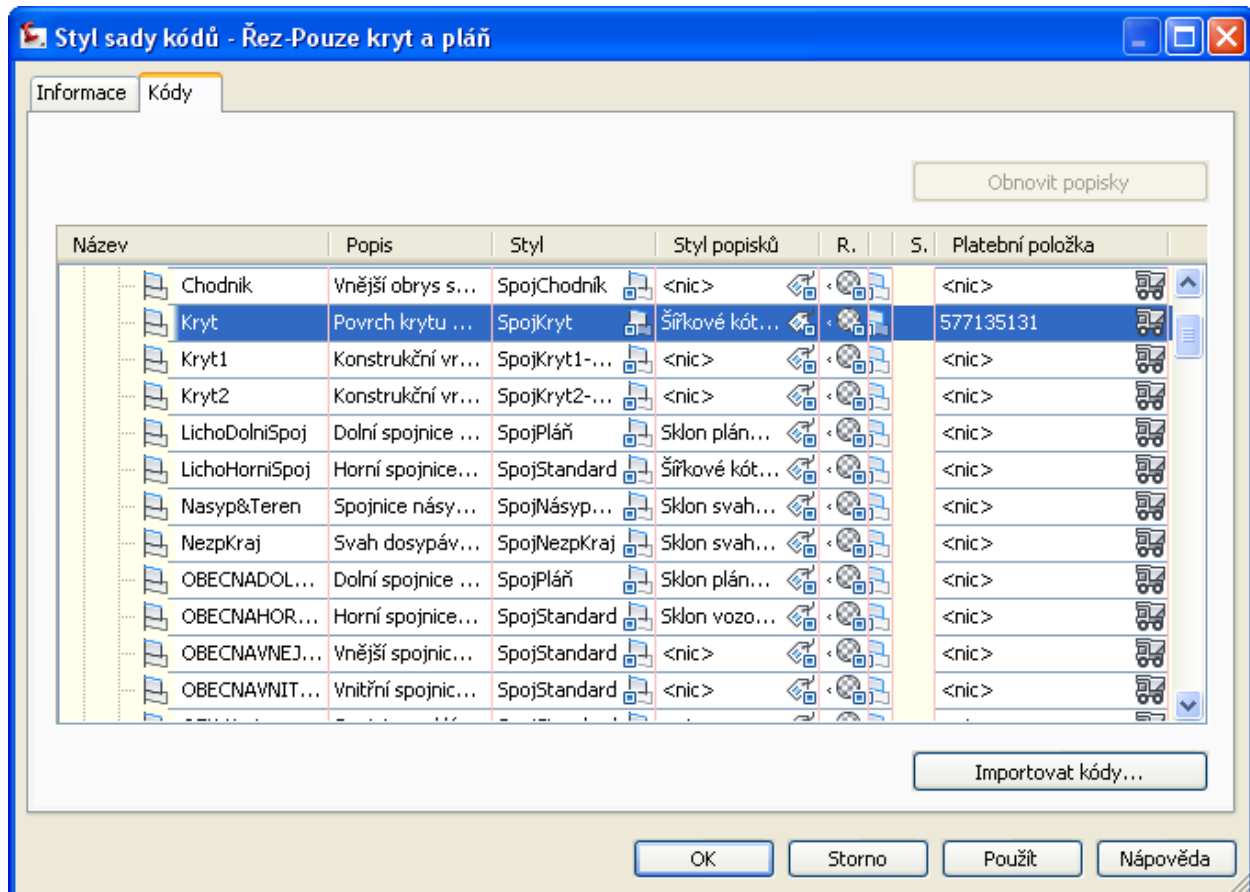 Styl sady kódů - Řez-Pouze kryt a pláň
Informace Kódy
Obnovit popisky
Název Popis Styl Styl popisků R. S. Platební položka
Chodnik Vnější obrys s... SpojChodník <nic> <nic>
Kryt Povrch krytu ... SpojKryt Šířkové kót... 577135131
Kryt1 Konstrukční vr... SpojKryt1-... <nic> <nic>
Kryt2 Konstrukční vr... SpojKryt2-... <nic> <nic>
LichoDolniSpoj Dolní spojnice ... SpojPláň Sklon plán... <nic>
LichoHorniSpoj Horní spojnice... SpojStandard Šířkové kót... <nic>
Nasyp&Teren Spojnice násy... SpojNásyp... Sklon svah... <nic>
NezpKraj Svah dosypáv... SpojNezpKraj Sklon svah... <nic>
OBECNADOL... Dolní spojnice ... SpojPláň Sklon plán... <nic>
OBECNAHOR... Horní spojnice... SpojStandard Sklon vozo... <nic>
OBECNAVNEJ... Vnější spojnic... SpojStandard <nic> <nic>
OBECNAVNIT... Vnitřní spojnic... SpojStandard <nic> <nic>
Importovat kódy...
OK Storno Použít Nápověda